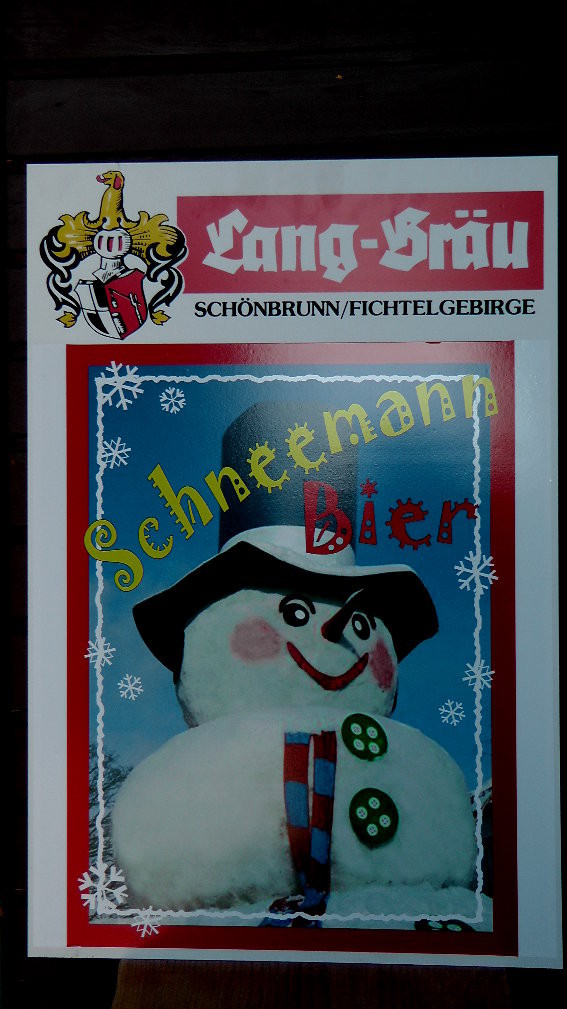 Lang-Bräu
SCHÖNBRUNN/FICHTELGEBIRGE
Schneemann
Bier